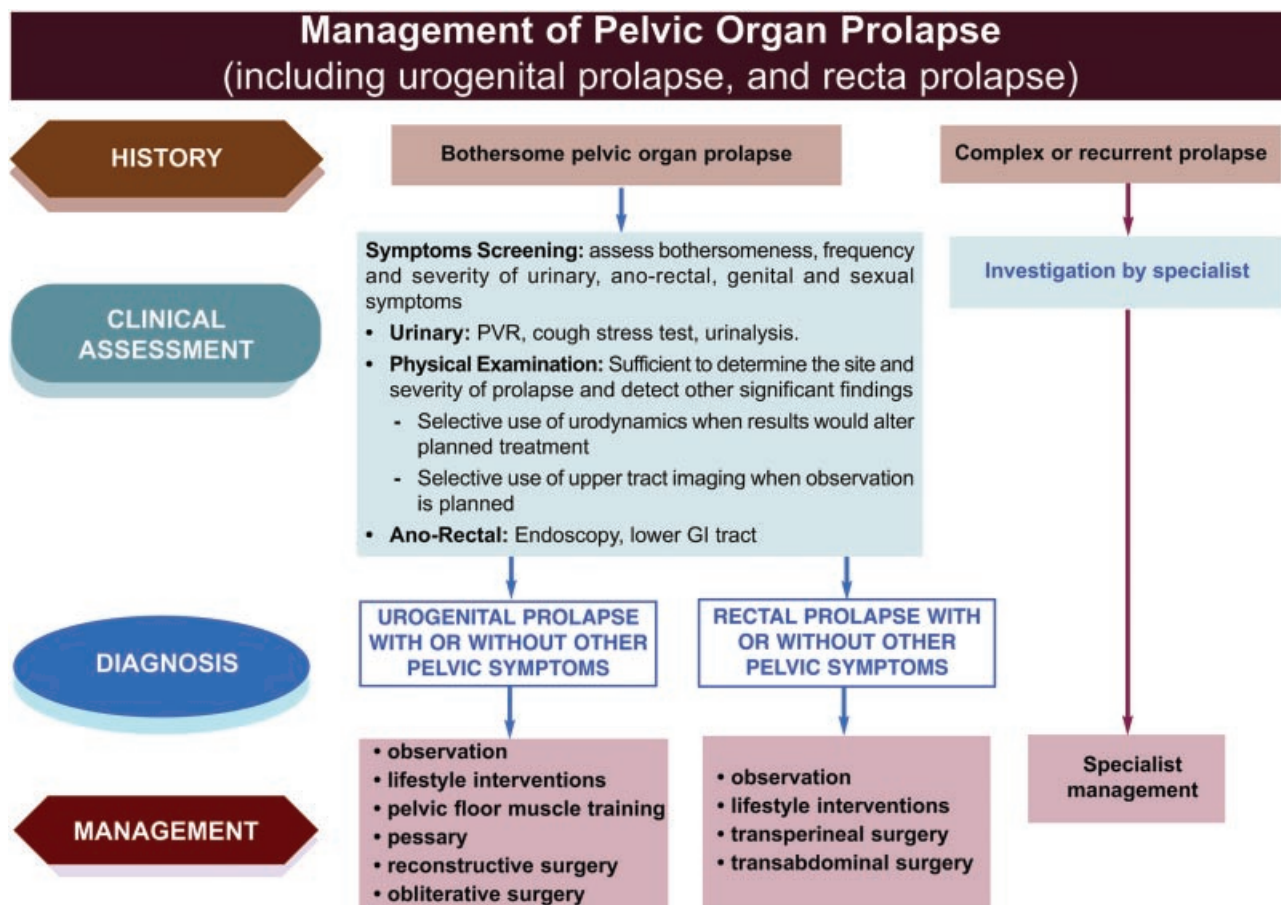 Management of Pelvic Organ Prolapse
(including urogenital prolapse, and recta prolapse)
HISTORY
Bothersome pelvic organ prolapse
Complex or recurrent prolapse
CLINICAL
ASSESSMENT
Symptoms Screening: assess bothersomeness, frequency
and severity of urinary, ano-rectal, genital and sexual
symptoms
• Urinary: PVR, cough stress test, urinalysis.
• Physical Examination: Sufficient to determine the site and
severity of prolapse and detect other significant findings
- Selective use of urodynamics when results would alter
planned treatment
- Selective use of upper tract imaging when observation
is planned
• Ano-Rectal: Endoscopy, lower GI tract
Investigation by specialist
DIAGNOSIS
UROGENITAL PROLAPSE
WITH OR WITHOUT OTHER
PELVIC SYMPTOMS
RECTAL PROLAPSE WITH
OR WITHOUT OTHER
PELVIC SYMPTOMS
MANAGEMENT
• observation
• lifestyle interventions
• pelvic floor muscle training
• pessary
• reconstructive surgery
• obliterative surgery
• observation
• lifestyle interventions
• transperineal surgery
• transabdominal surgery
Specialist
management